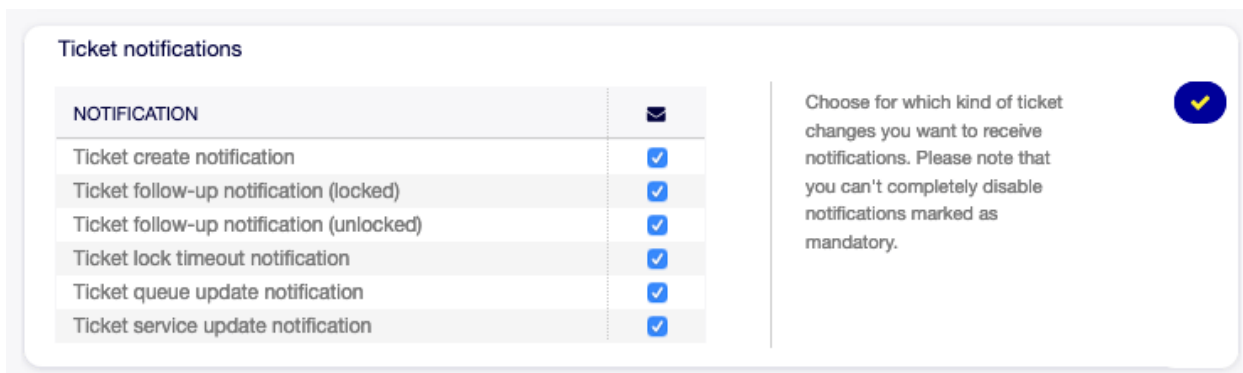 Ticket notifications
NOTIFICATION
Ticket create notification
Ticket follow-up notification (locked)
Ticket follow-up notification (unlocked)
Ticket lock timeout notification
Ticket queue update notification
Ticket service update notification
Choose for which kind of ticket
changes you want to receive
notifications. Please note that
you can't completely disable
notifications marked as
mandatory.